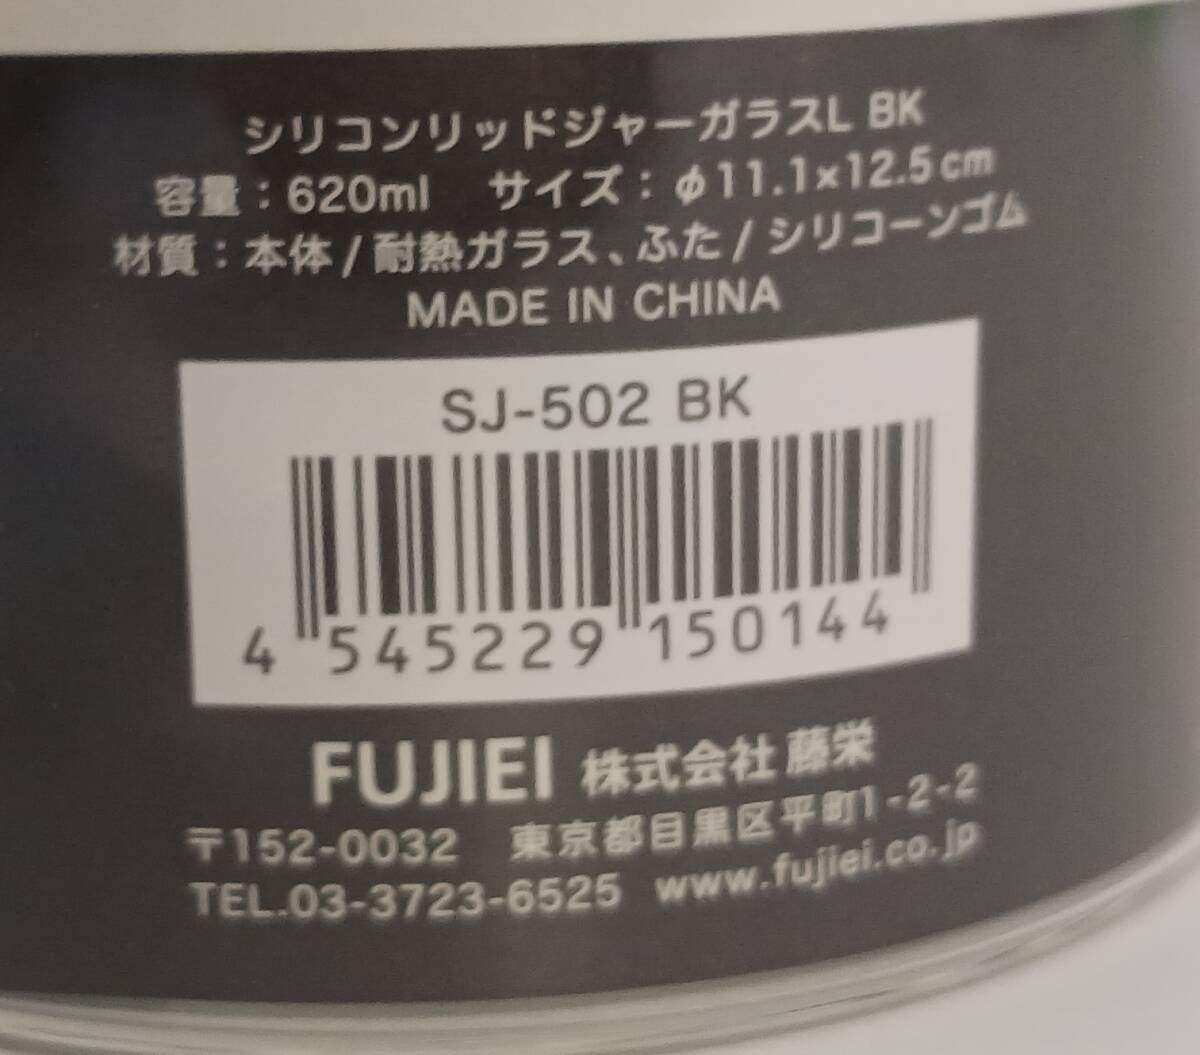 シリコンリッドジャーガラスL BK
容量：620ml　サイズ：φ11.1×12.5cm
材質：本体/耐熱ガラス、ふた/シリコーンゴム
MADE IN CHINA
SJ-502 BK
4 545229 150144
FUJIEI 株式会社 藤栄
〒152-0032　東京都目黒区平町1-2-2
TEL.03-3723-6525 www.fujiei.co.jp